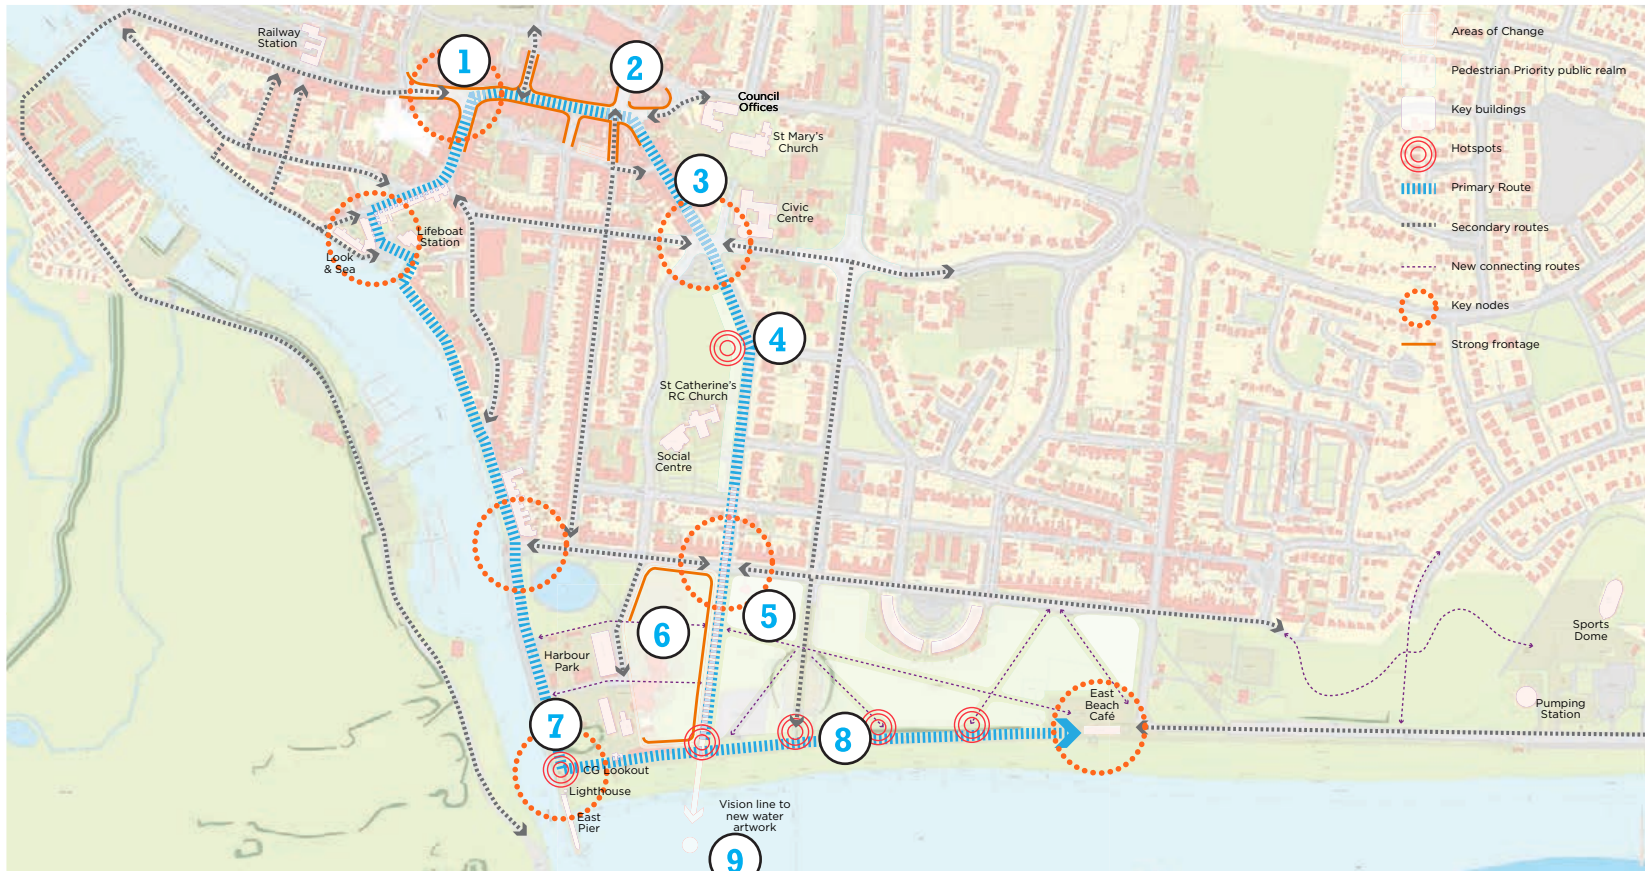 Railway
Station
1
2
Council
Offices
St Mary's
Church
3
Civic
Centre
Lifeboat
Station
Look
& Sea
4
St Catherine's
RC Church
Social
Centre
5
6
Harbour
Park
7
CG Lookout
Lighthouse
East
Pier
8
Vision line to
new water
artwork
9
East
Beach
Café
Sports
Dome
Pumping
Station
Areas of Change
Pedestrian Priority public realm
Key buildings
Hotspots
Primary Route
Secondary routes
New connecting routes
Key nodes
Strong frontage